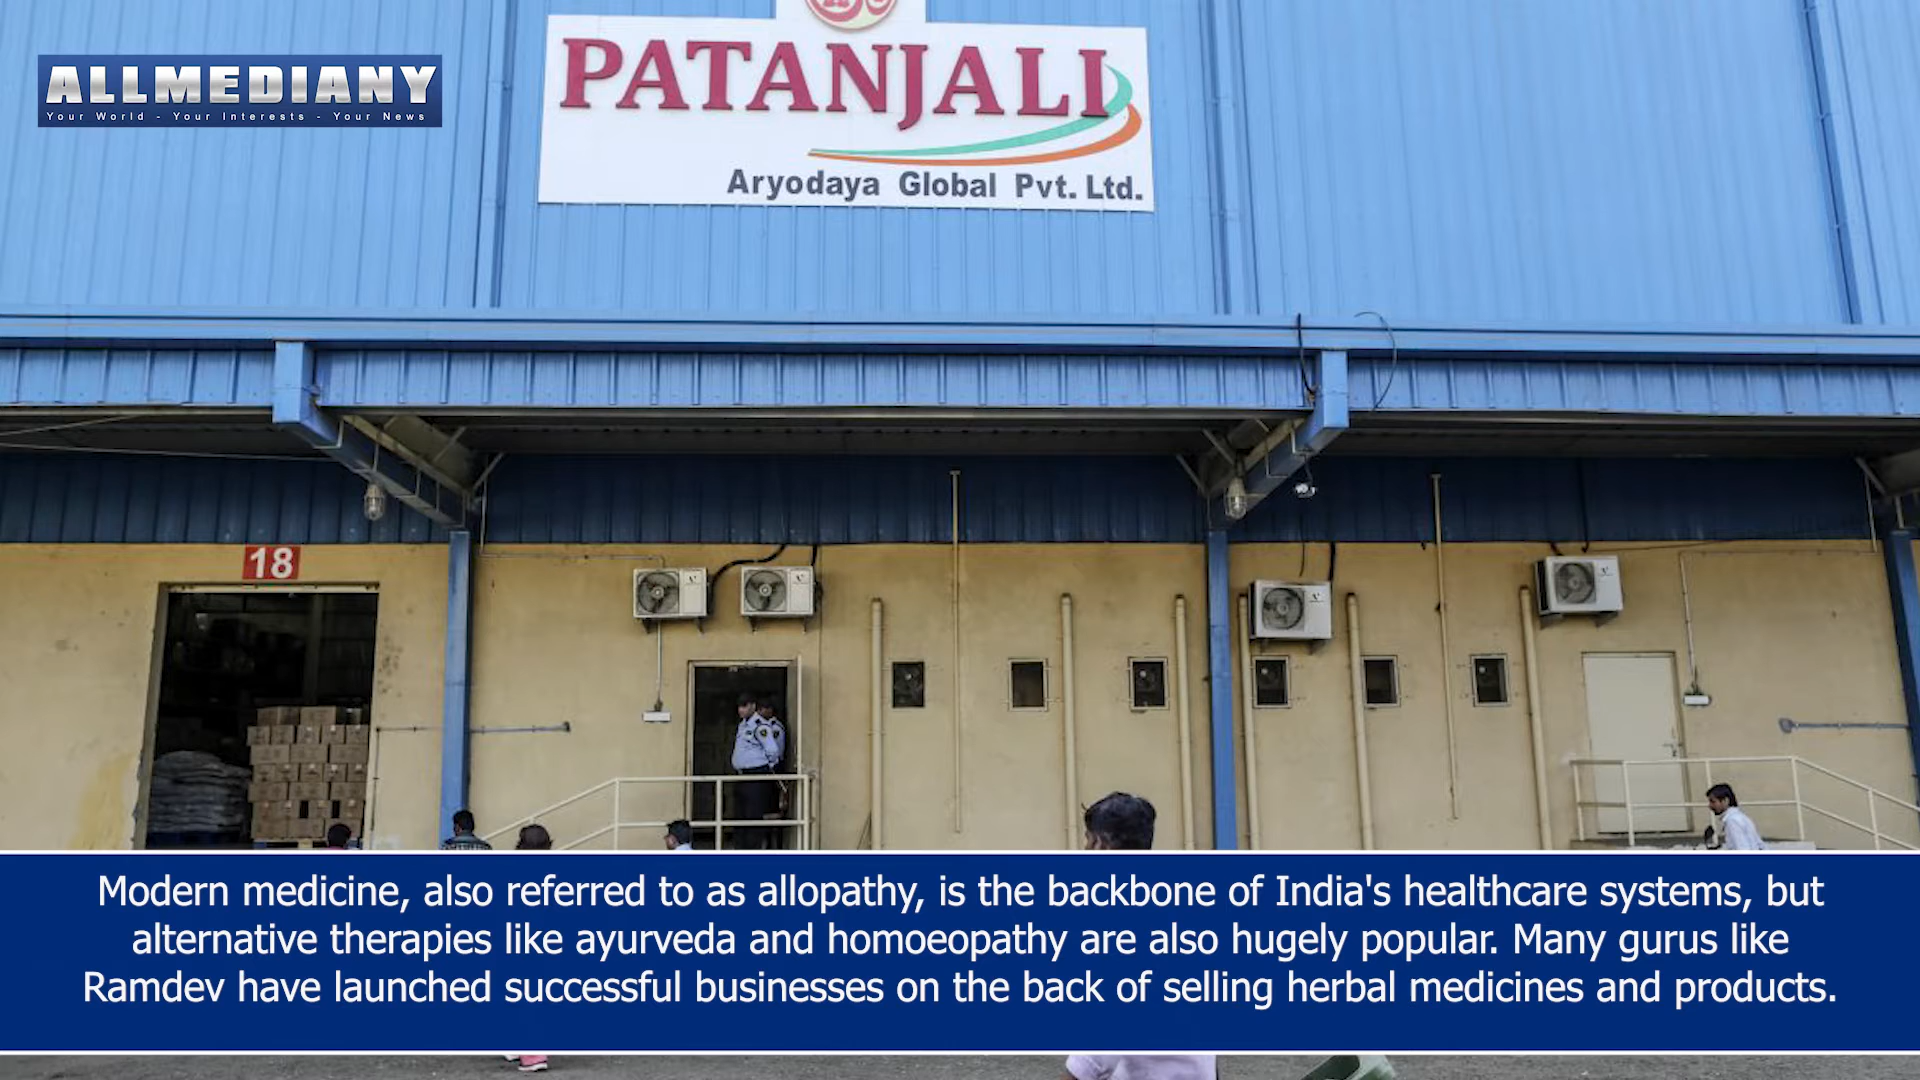 PATANJALI
Aryodaya Global Pvt. Ltd.
ALLMEDIANY
Your World - Your Interests - Your News
18
Modern medicine, also referred to as allopathy, is the backbone of India's healthcare systems, but
alternative therapies like ayurveda and homoeopathy are also hugely popular. Many gurus like
Ramdev have launched successful businesses on the back of selling herbal medicines and products.